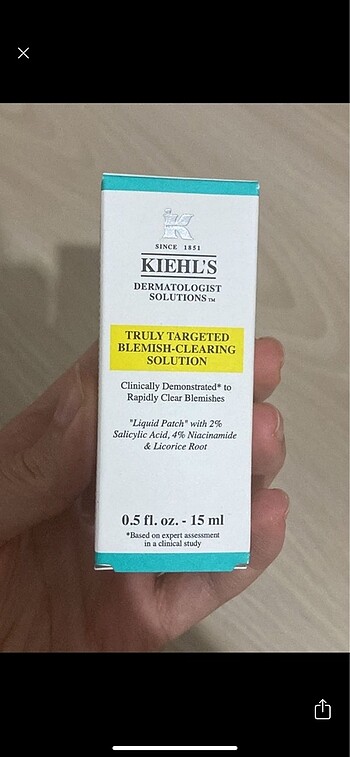 K
SINCE 1851
KIEHL'S
DERMATOLOGIST
SOLUTIONS™
TRULY TARGETED
BLEMISH-CLEARING
SOLUTION
Clinically Demonstrated* to
Rapidly Clear Blemishes
"Liquid Patch" with 2%
Salicylic Acid, 4% Niacinamide
& Licorice Root
0.5 fl. oz. - 15 ml
*Based on expert assessment
in a clinical study